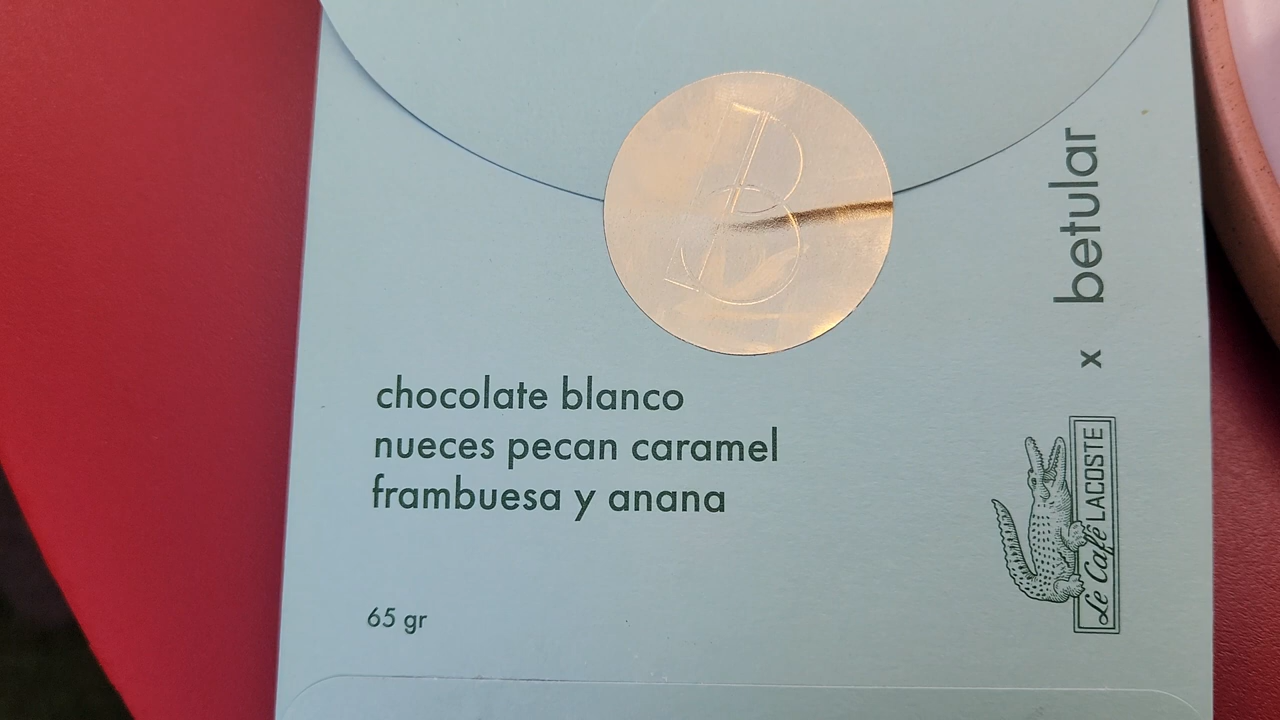 B
chocolate blanco
nueces pecan caramel
frambuesa y anana
65 gr
Le Café LACOSTE
x betular